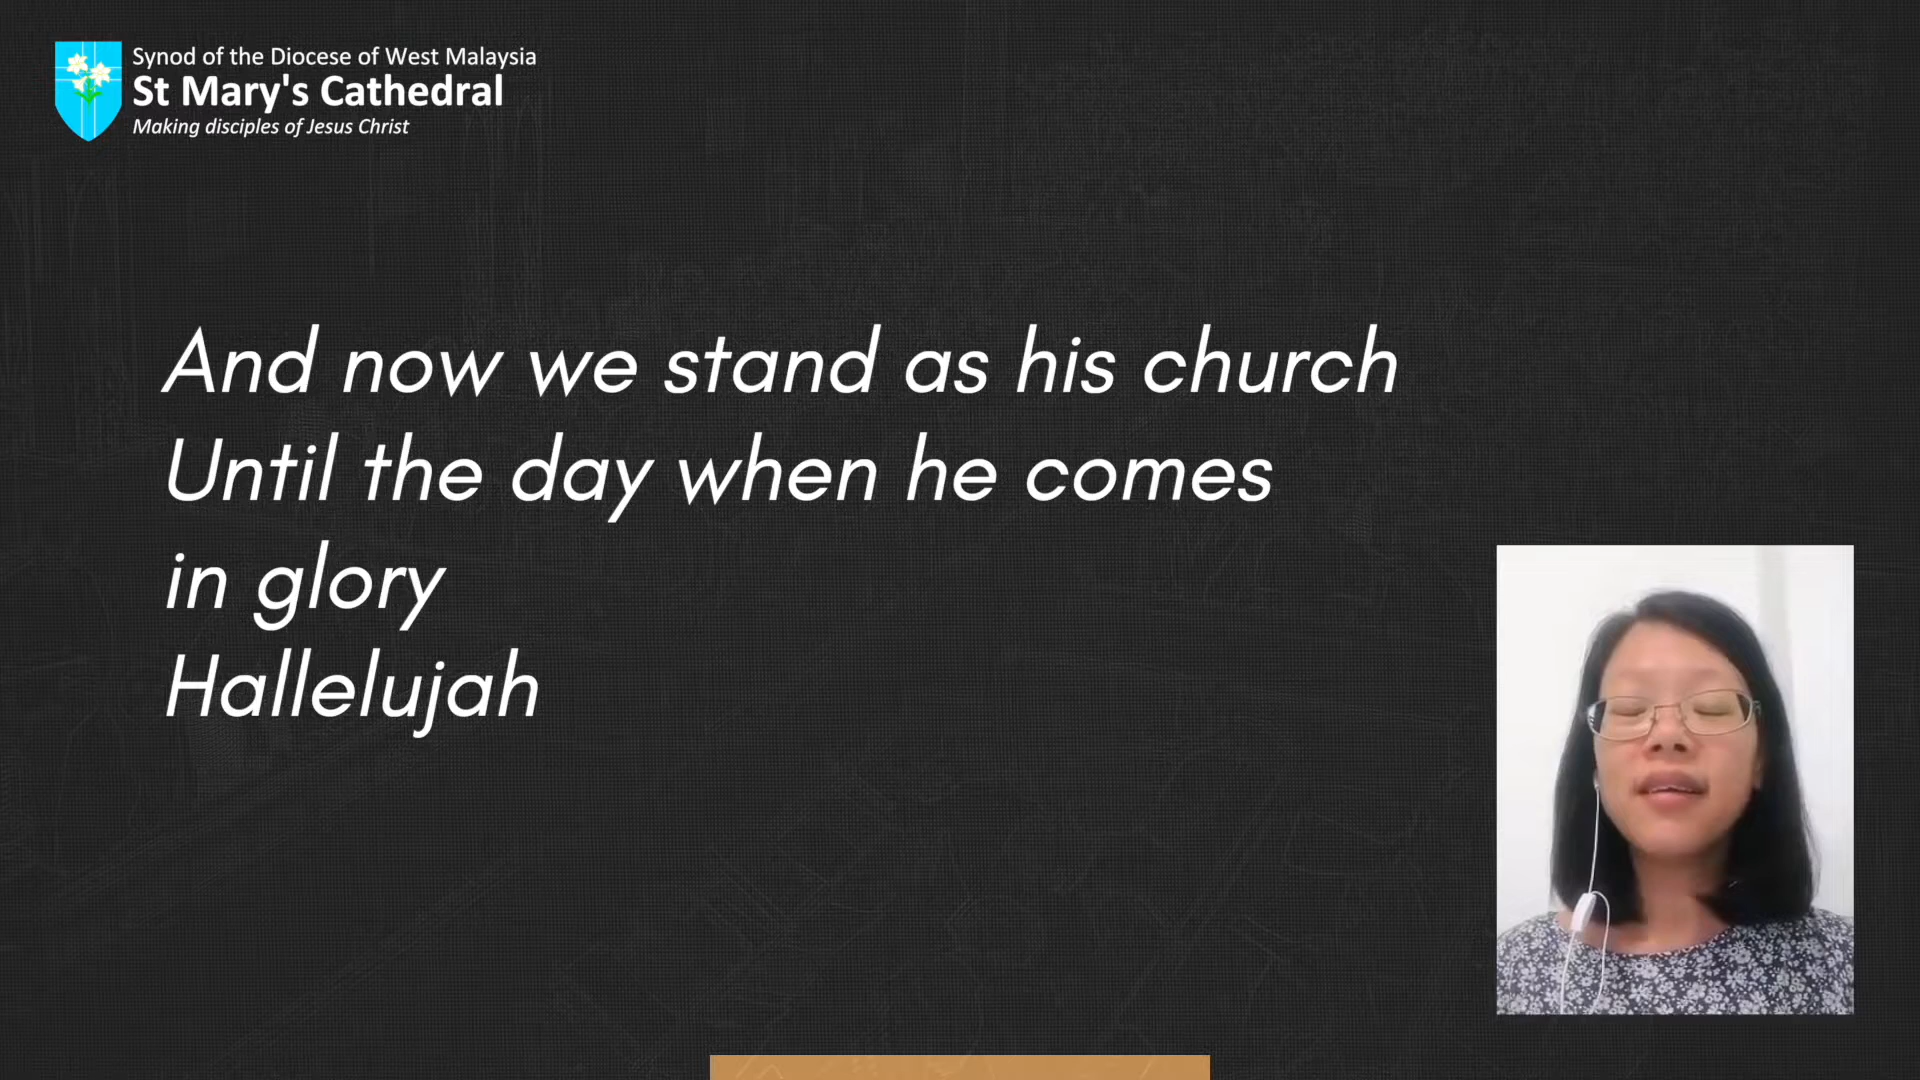 Synod of the Diocese of West Malaysia
St Mary's Cathedral
Making disciples of Jesus Christ
And now we stand as his church
Until the day when he comes
in glory
Hallelujah